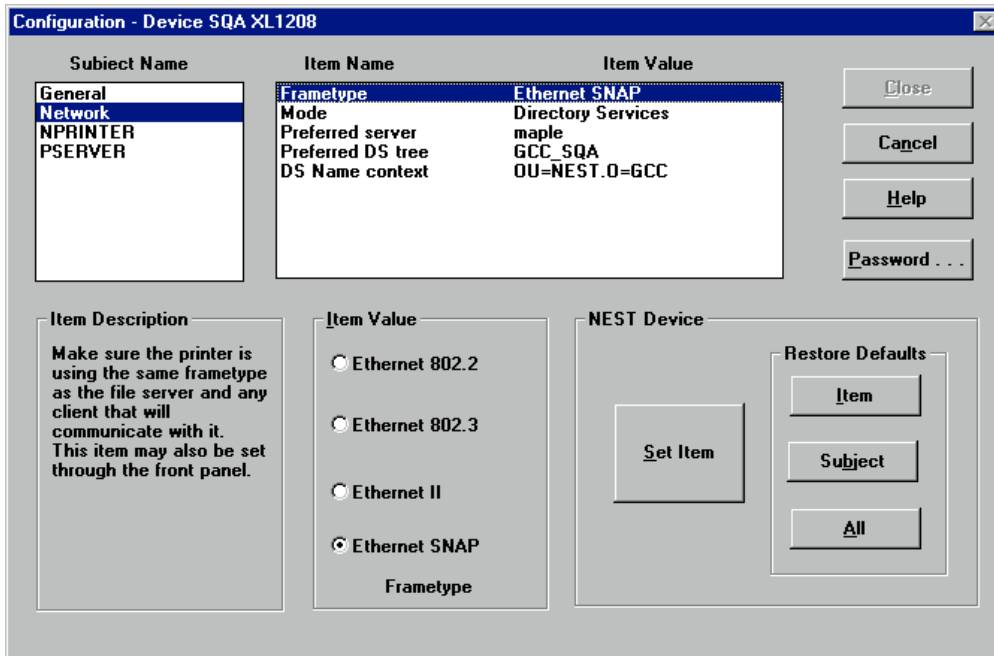 Configuration - Device SQA XL1208
Subject Name
Item Name
Item Value
General
Network
NPRINTER
PSERVER
Frametype Ethernet SNAP
Mode Directory Services
Preferred server maple
Preferred DS tree GCC_SQA
DS Name context OU=NEST.O=GCC
Close
Cancel
Help
Password . . .
Item Description
Make sure the printer is
using the same frametype
as the file server and any
client that will
communicate with it.
This item may also be set
through the front panel.
Item Value
Ethernet 802.2
Ethernet 802.3
Ethernet II
Ethernet SNAP
Frametype
NEST Device
Set Item
Restore Defaults
Item
Subject
All